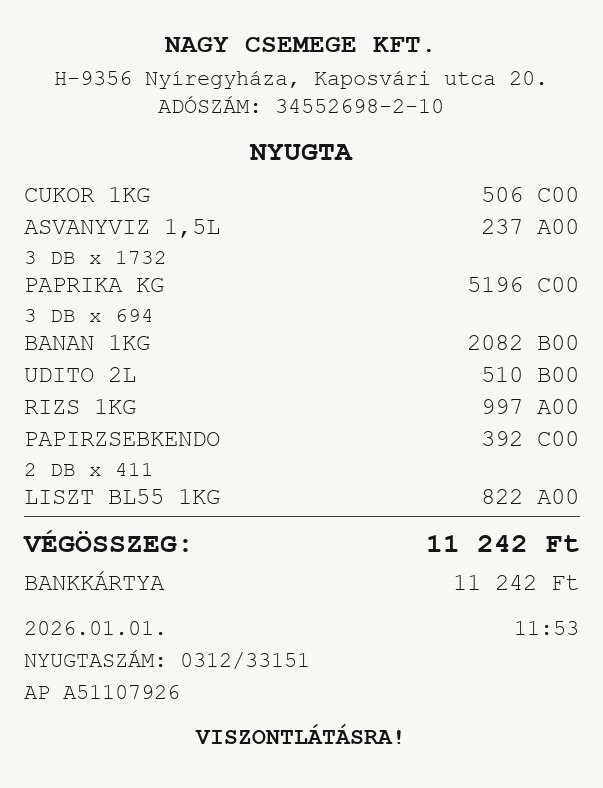 NAGY CSEMEGE KFT.
H-9356 Nyíregyháza, Kaposvári utca 20.
ADÓSZÁM: 34552698-2-10
NYUGTA
CUKOR 1KG 506 C00
ASVANYVIZ 1,5L 237 A00
3 DB x 1732
PAPRIKA KG 5196 C00
3 DB x 694
BANAN 1KG 2082 B00
UDITO 2L 510 B00
RIZS 1KG 997 A00
PAPIRZSEBKENDO 392 C00
2 DB x 411
LISZT BL55 1KG 822 A00
VÉGÖSSZEG: 11 242 Ft
BANKKÁRTYA 11 242 Ft
2026.01.01. 11:53
NYUGTASZÁM: 0312/33151
AP A51107926
VISZONTLÁTÁSRA!